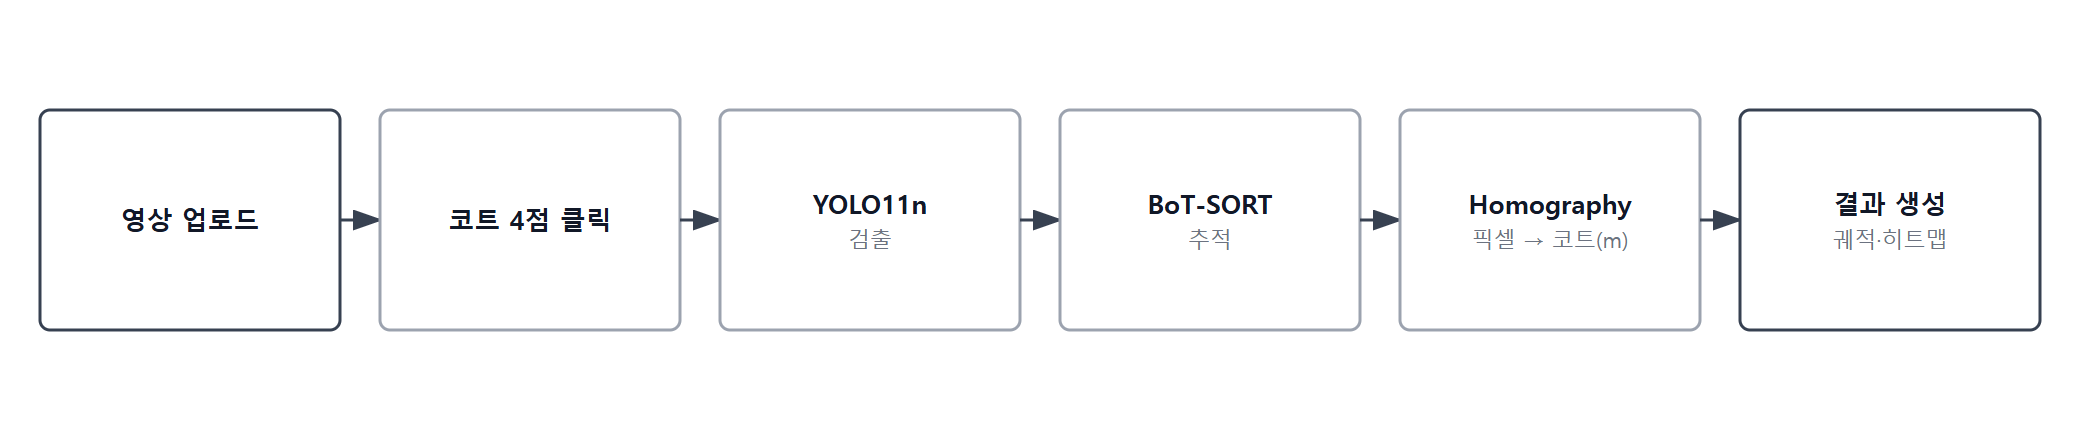 영상 업로드
코트 4점 클릭
YOLO11n
검출
BoT-SORT
추적
Homography
픽셀 → 코트(m)
결과 생성
궤적·히트맵